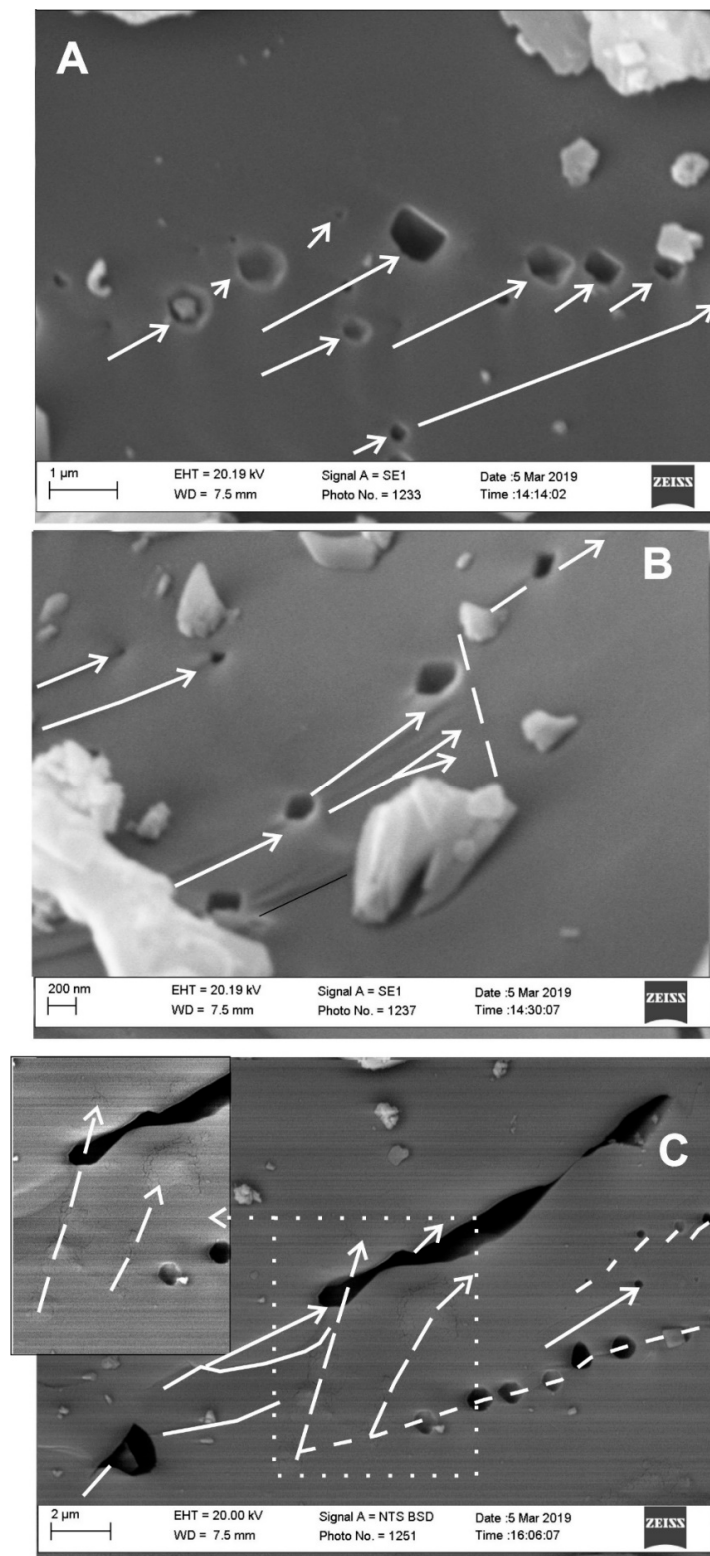 A
1 µm
EHT = 20.19 kV Signal A = SE1 Date :5 Mar 2019
WD = 7.5 mm Photo No. = 1233 Time :14:14:02
ZEISS
B
200 nm
EHT = 20.19 kV Signal A = SE1 Date :5 Mar 2019
WD = 7.5 mm Photo No. = 1237 Time :14:30:07
ZEISS
C
2 µm
EHT = 20.00 kV Signal A = NTS BSD Date :5 Mar 2019
WD = 7.5 mm Photo No. = 1251 Time :16:06:07
ZEISS